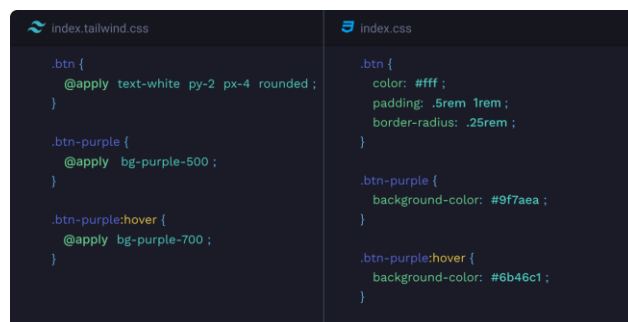 index.tailwind.css
.btn {
@apply text-white py-2 px-4 rounded ;
}
.btn-purple {
@apply bg-purple-500 ;
}
.btn-purple:hover {
@apply bg-purple-700 ;
}
index.css
.btn {
color: #fff ;
padding: .5rem 1rem ;
border-radius: .25rem ;
}
.btn-purple {
background-color: #9f7aea ;
}
.btn-purple:hover {
background-color: #6b46c1 ;
}